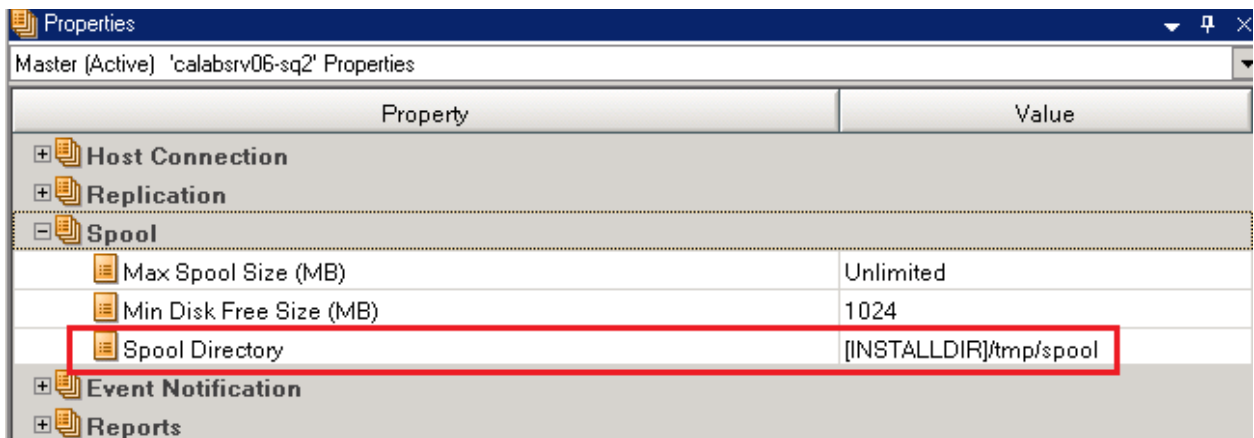 Properties
Master (Active) 'calabsrv06-sq2' Properties
Property Value
Host Connection
Replication
Spool
Max Spool Size (MB) Unlimited
Min Disk Free Size (MB) 1024
Spool Directory [INSTALLDIR]/tmp/spool
Event Notification
Reports